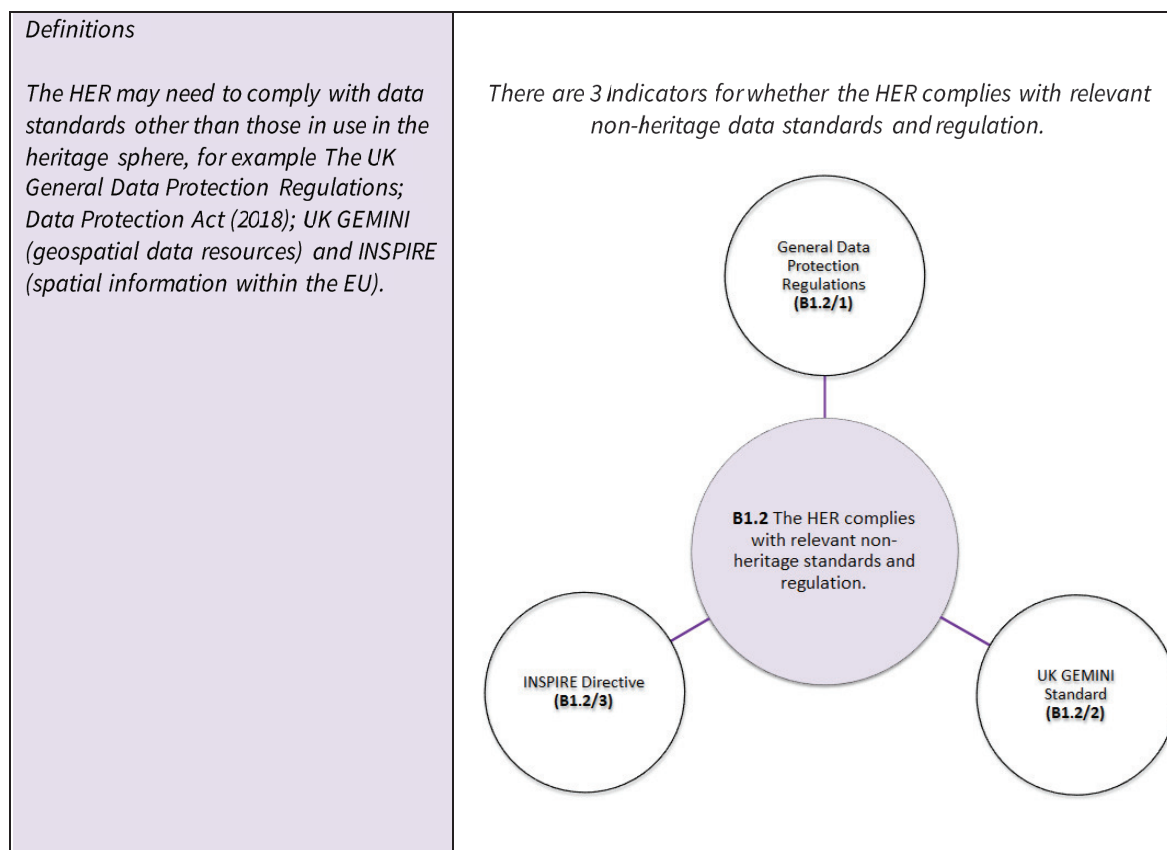 Definitions
The HER may need to comply with data
standards other than those in use in the
heritage sphere, for example The UK
General Data Protection Regulations;
Data Protection Act (2018); UK GEMINI
(geospatial data resources) and INSPIRE
(spatial information within the EU).
There are 3 Indicators for whether the HER complies with relevant
non-heritage data standards and regulation.
General Data
Protection
Regulations
(B1.2/1)
B1.2 The HER complies
with relevant non-
heritage standards and
regulation.
INSPIRE Directive
(B1.2/3)
UK GEMINI
Standard
(B1.2/2)